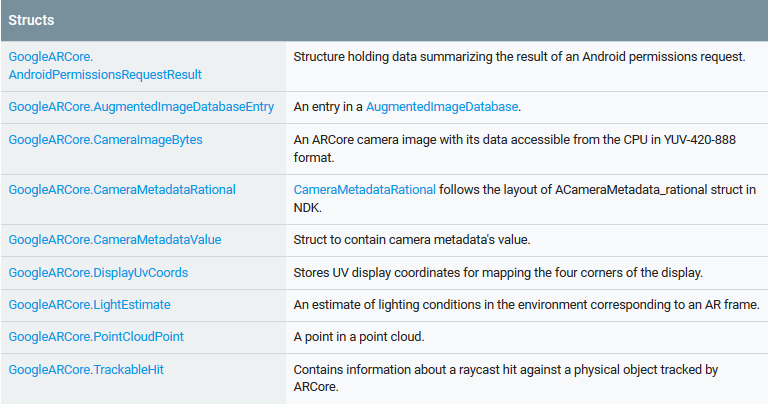 Structs
GoogleARCore.
AndroidPermissionsRequestResult
Structure holding data summarizing the result of an Android permissions request.
GoogleARCore.AugmentedImageDatabaseEntry
An entry in a AugmentedImageDatabase.
GoogleARCore.CameraImageBytes
An ARCore camera image with its data accessible from the CPU in YUV-420-888
format.
GoogleARCore.CameraMetadataRational
CameraMetadataRational follows the layout of ACameraMetadata_rational struct in
NDK.
GoogleARCore.CameraMetadataValue
Struct to contain camera metadata's value.
GoogleARCore.DisplayUvCoords
Stores UV display coordinates for mapping the four corners of the display.
GoogleARCore.LightEstimate
An estimate of lighting conditions in the environment corresponding to an AR frame.
GoogleARCore.PointCloudPoint
A point in a point cloud.
GoogleARCore.TrackableHit
Contains information about a raycast hit against a physical object tracked by
ARCore.